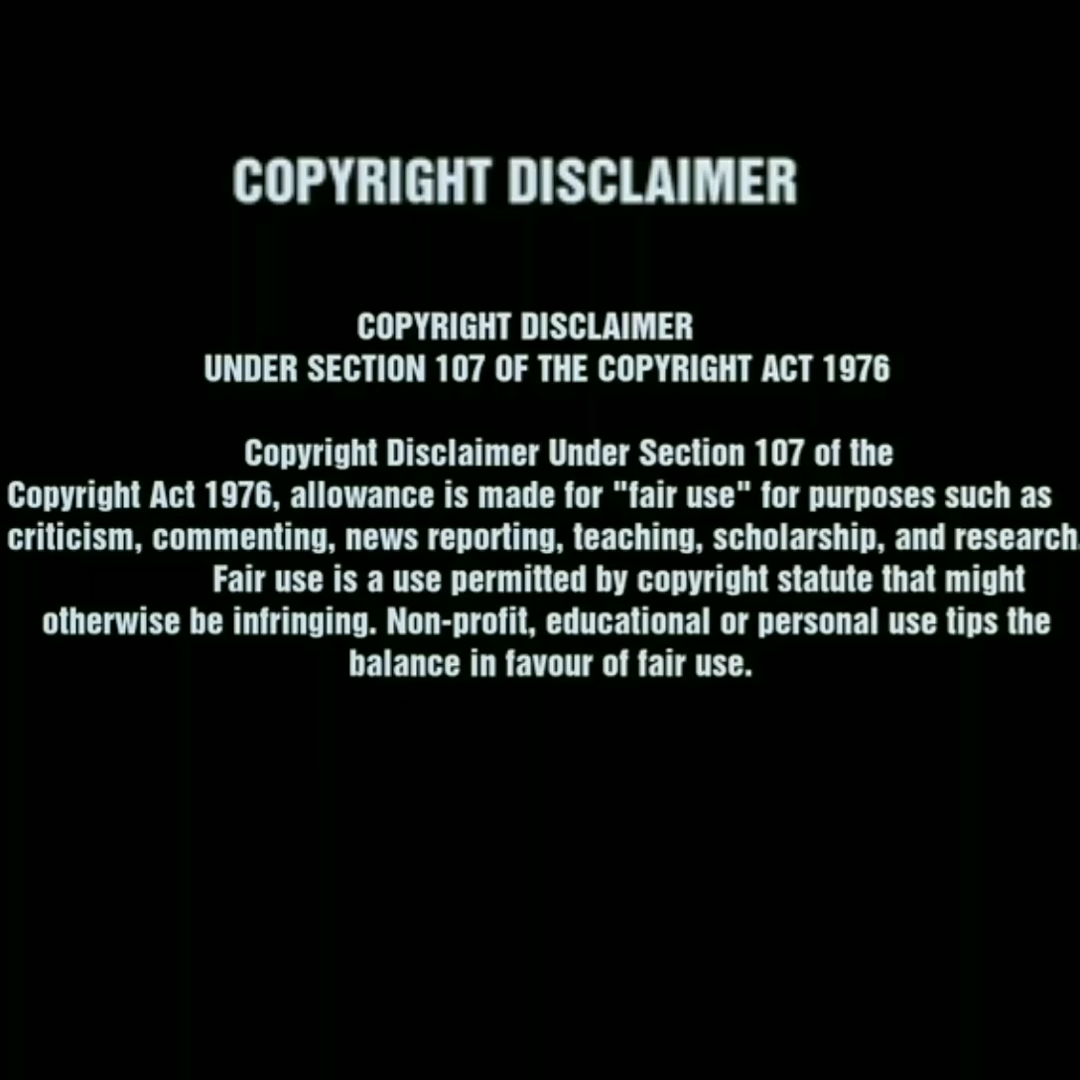 COPYRIGHT DISCLAIMER
COPYRIGHT DISCLAIMER
UNDER SECTION 107 OF THE COPYRIGHT ACT 1976
Copyright Disclaimer Under Section 107 of the
Copyright Act 1976, allowance is made for "fair use" for purposes such as
criticism, commenting, news reporting, teaching, scholarship, and research.
Fair use is a use permitted by copyright statute that might
otherwise be infringing. Non-profit, educational or personal use tips the
balance in favour of fair use.